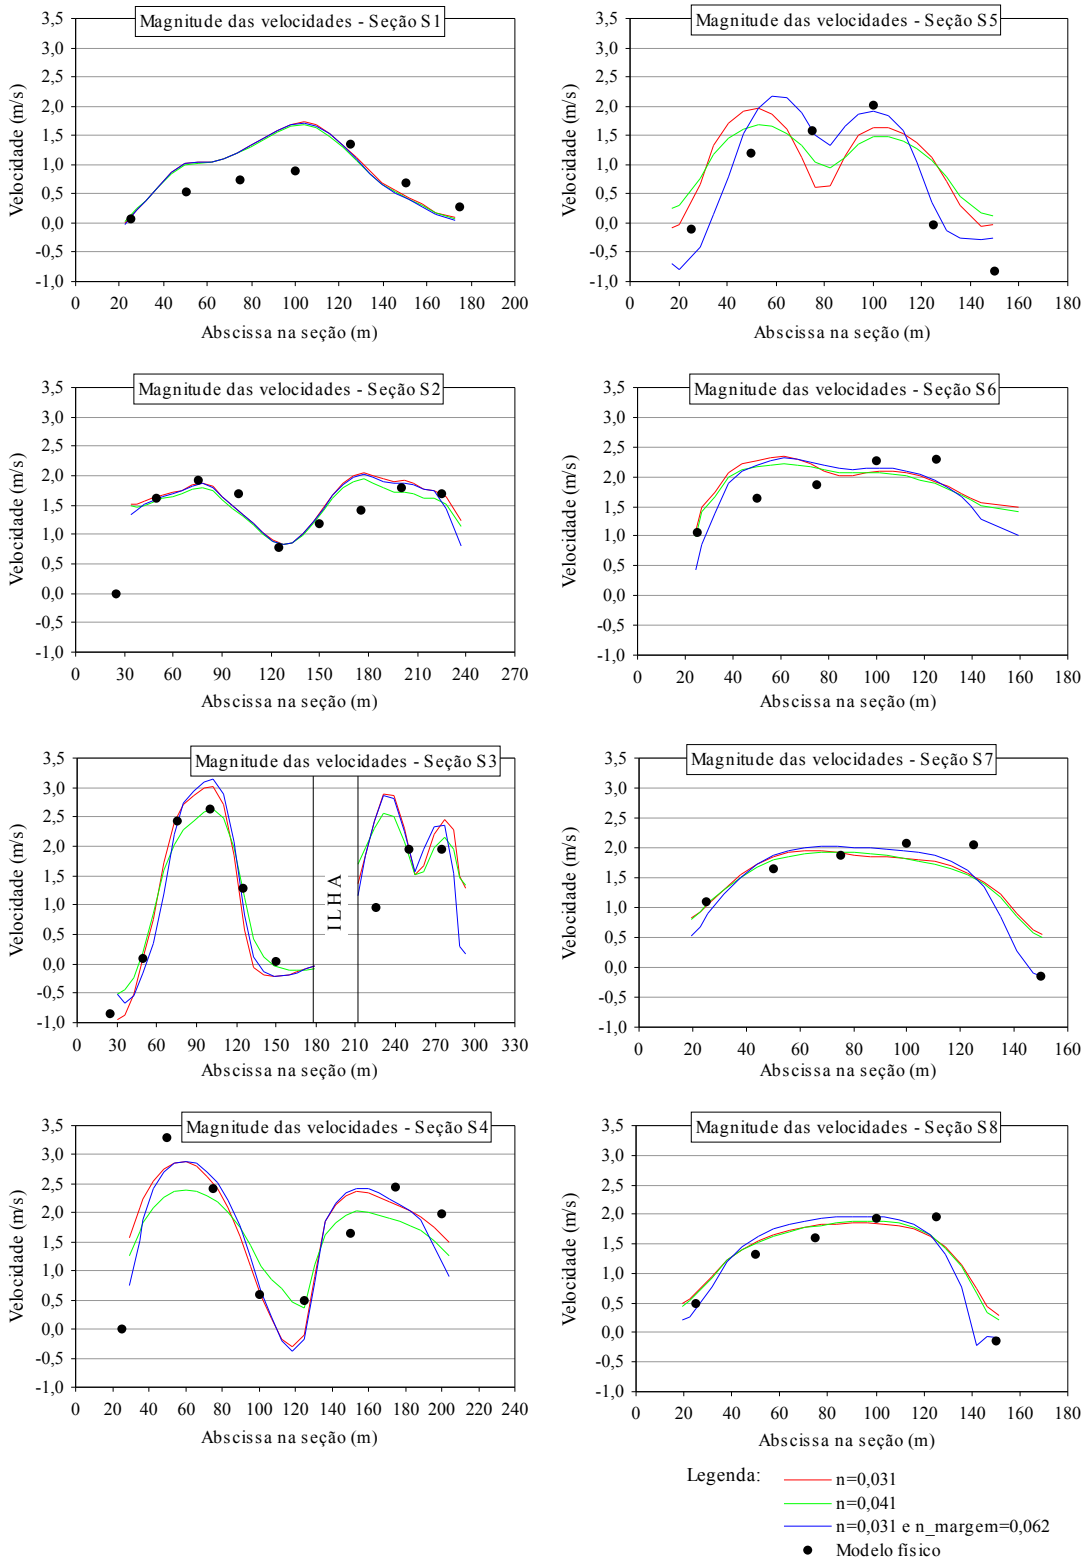 Magnitude das velocidades - Seção S1
3,5
3,0
2,5
2,0
1,5
1,0
0,5
0,0
-0,5
-1,0
Velocidade (m/s)
0 20 40 60 80 100 120 140 160 180 200
Abscissa na seção (m)
Magnitude das velocidades - Seção S5
3,5
3,0
2,5
2,0
1,5
1,0
0,5
0,0
-0,5
-1,0
Velocidade (m/s)
0 20 40 60 80 100 120 140 160 180
Abscissa na seção (m)
Magnitude das velocidades - Seção S2
3,5
3,0
2,5
2,0
1,5
1,0
0,5
0,0
-0,5
-1,0
Velocidade (m/s)
0 30 60 90 120 150 180 210 240 270
Abscissa na seção (m)
Magnitude das velocidades - Seção S6
3,5
3,0
2,5
2,0
1,5
1,0
0,5
0,0
-0,5
-1,0
Velocidade (m/s)
0 20 40 60 80 100 120 140 160 180
Abscissa na seção (m)
Magnitude das velocidades - Seção S3
3,5
3,0
2,5
2,0
1,5
1,0
0,5
0,0
-0,5
-1,0
Velocidade (m/s)
ILHA
0 30 60 90 120 150 180 210 240 270 300 330
Abscissa na seção (m)
Magnitude das velocidades - Seção S7
3,5
3,0
2,5
2,0
1,5
1,0
0,5
0,0
-0,5
-1,0
Velocidade (m/s)
0 20 40 60 80 100 120 140 160
Abscissa na seção (m)
Magnitude das velocidades - Seção S4
3,5
3,0
2,5
2,0
1,5
1,0
0,5
0,0
-0,5
-1,0
Velocidade (m/s)
0 20 40 60 80 100 120 140 160 180 200 220 240
Abscissa na seção (m)
Magnitude das velocidades - Seção S8
3,5
3,0
2,5
2,0
1,5
1,0
0,5
0,0
-0,5
-1,0
Velocidade (m/s)
0 20 40 60 80 100 120 140 160 180
Abscissa na seção (m)
Legenda:
n=0,031
n=0,041
n=0,031 e n_margem=0,062
Modelo físico